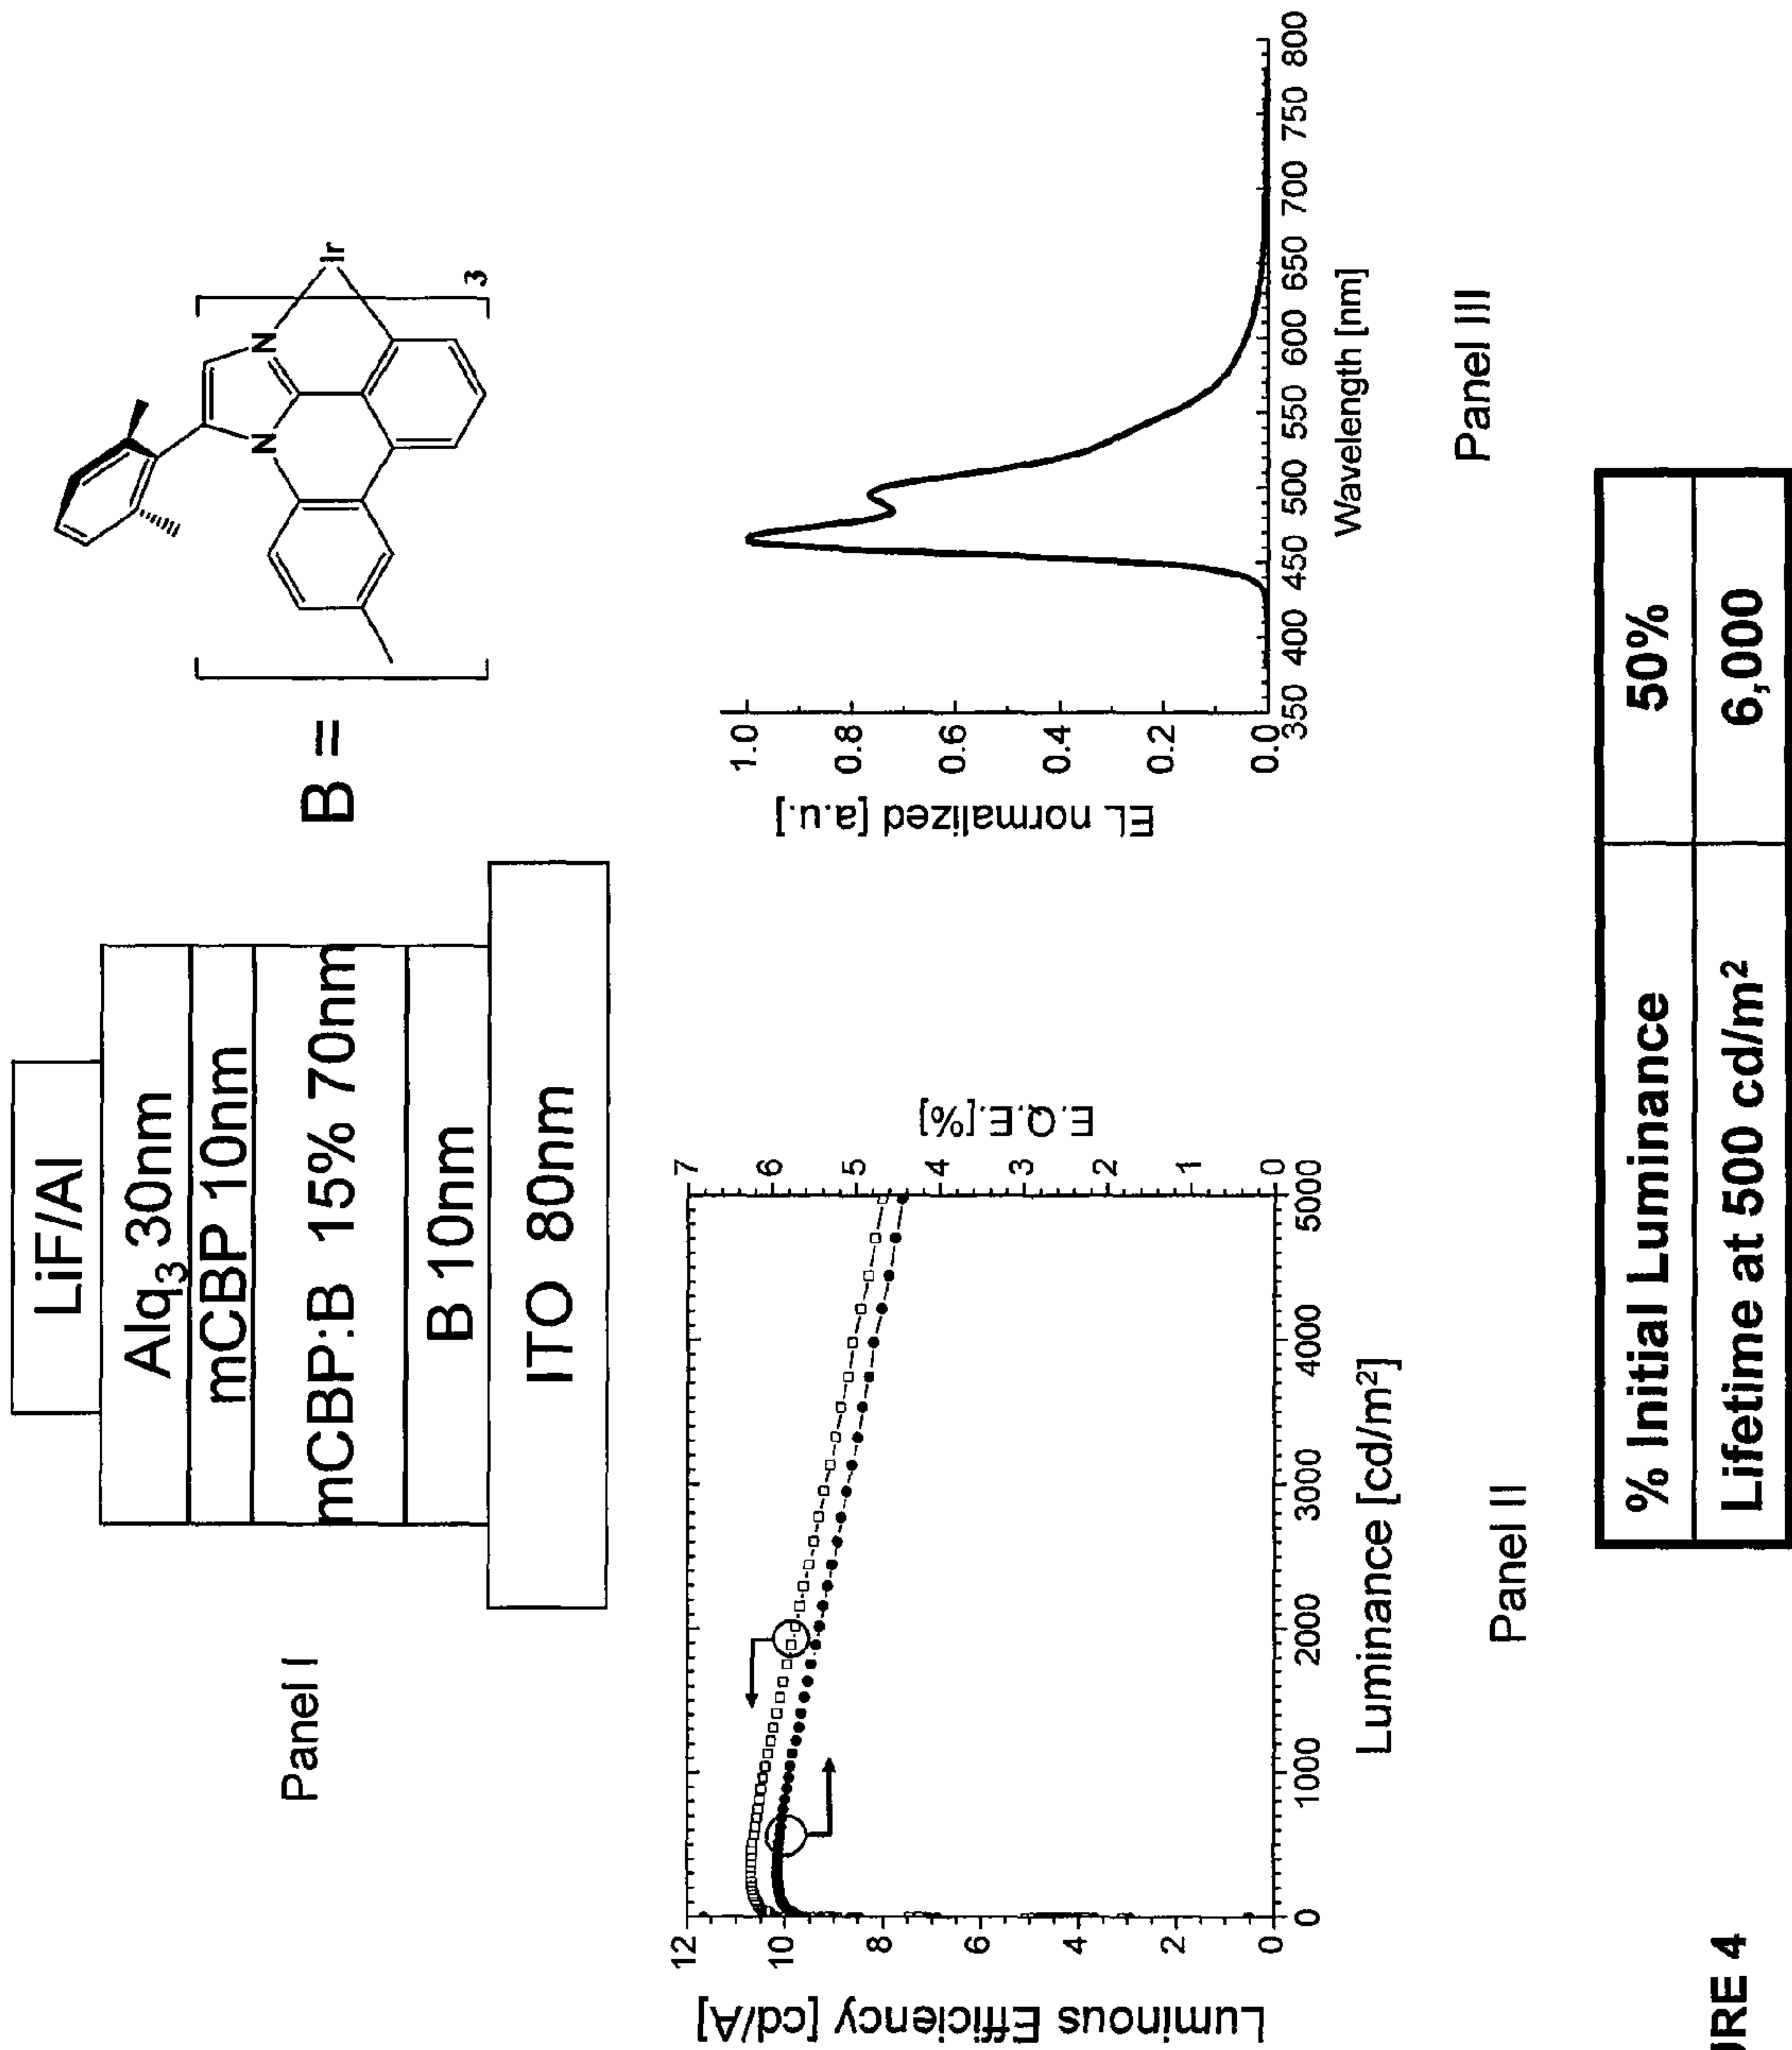 Panel I
LiF/Al
Alq3 30nm
mCBP 10nm
mCBP:B 15% 70nm
B 10nm
ITO 80nm
B =
N
N
Ir
3
Luminous Efficiency [cd/A]
12
10
8
6
4
2
0
0
1000
2000
3000
4000
5000
Luminance [cd/m²]
7
6
5
4
3
2
1
0
E.Q.E.[%]
Panel II
EL normalized [a.u.]
1.0
0.8
0.6
0.4
0.2
0.0
350 400 450 500 550 600 650 700 750 800
Wavelength [nm]
Panel III
% Initial Luminance 50%
Lifetime at 500 cd/m² 6,000
URE 4